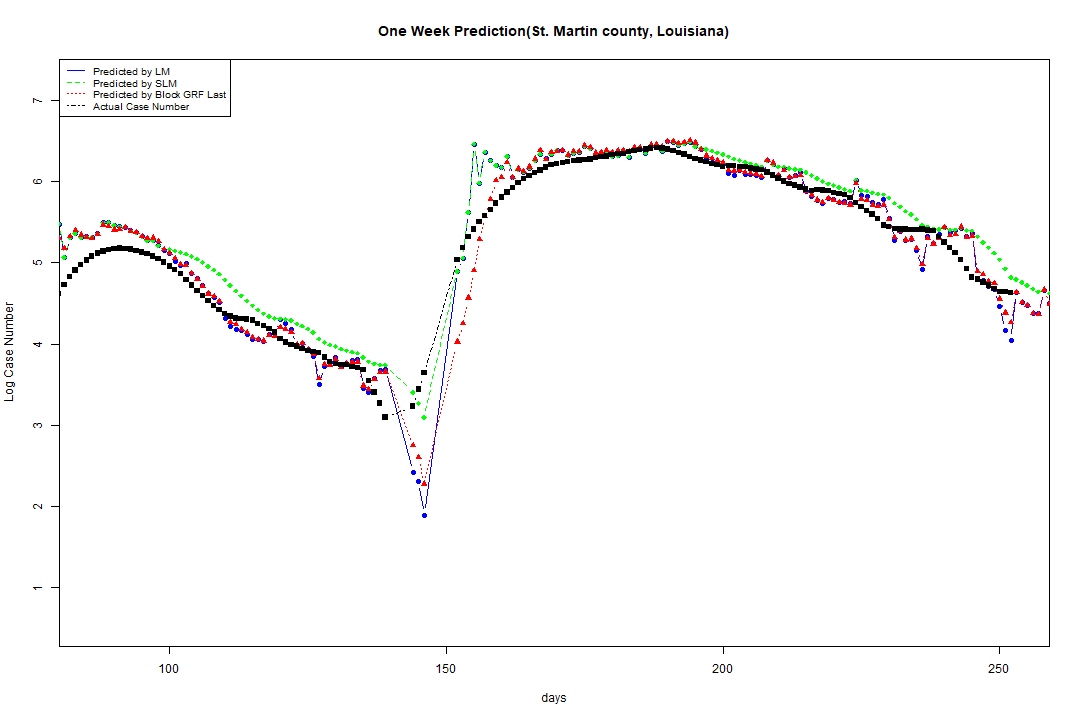 One Week Prediction(St. Martin county, Louisiana)
Predicted by LM
Predicted by SLM
Predicted by Block GRF Last
Actual Case Number
7
6
5
4
3
2
1
Log Case Number
100 150 200 250
days